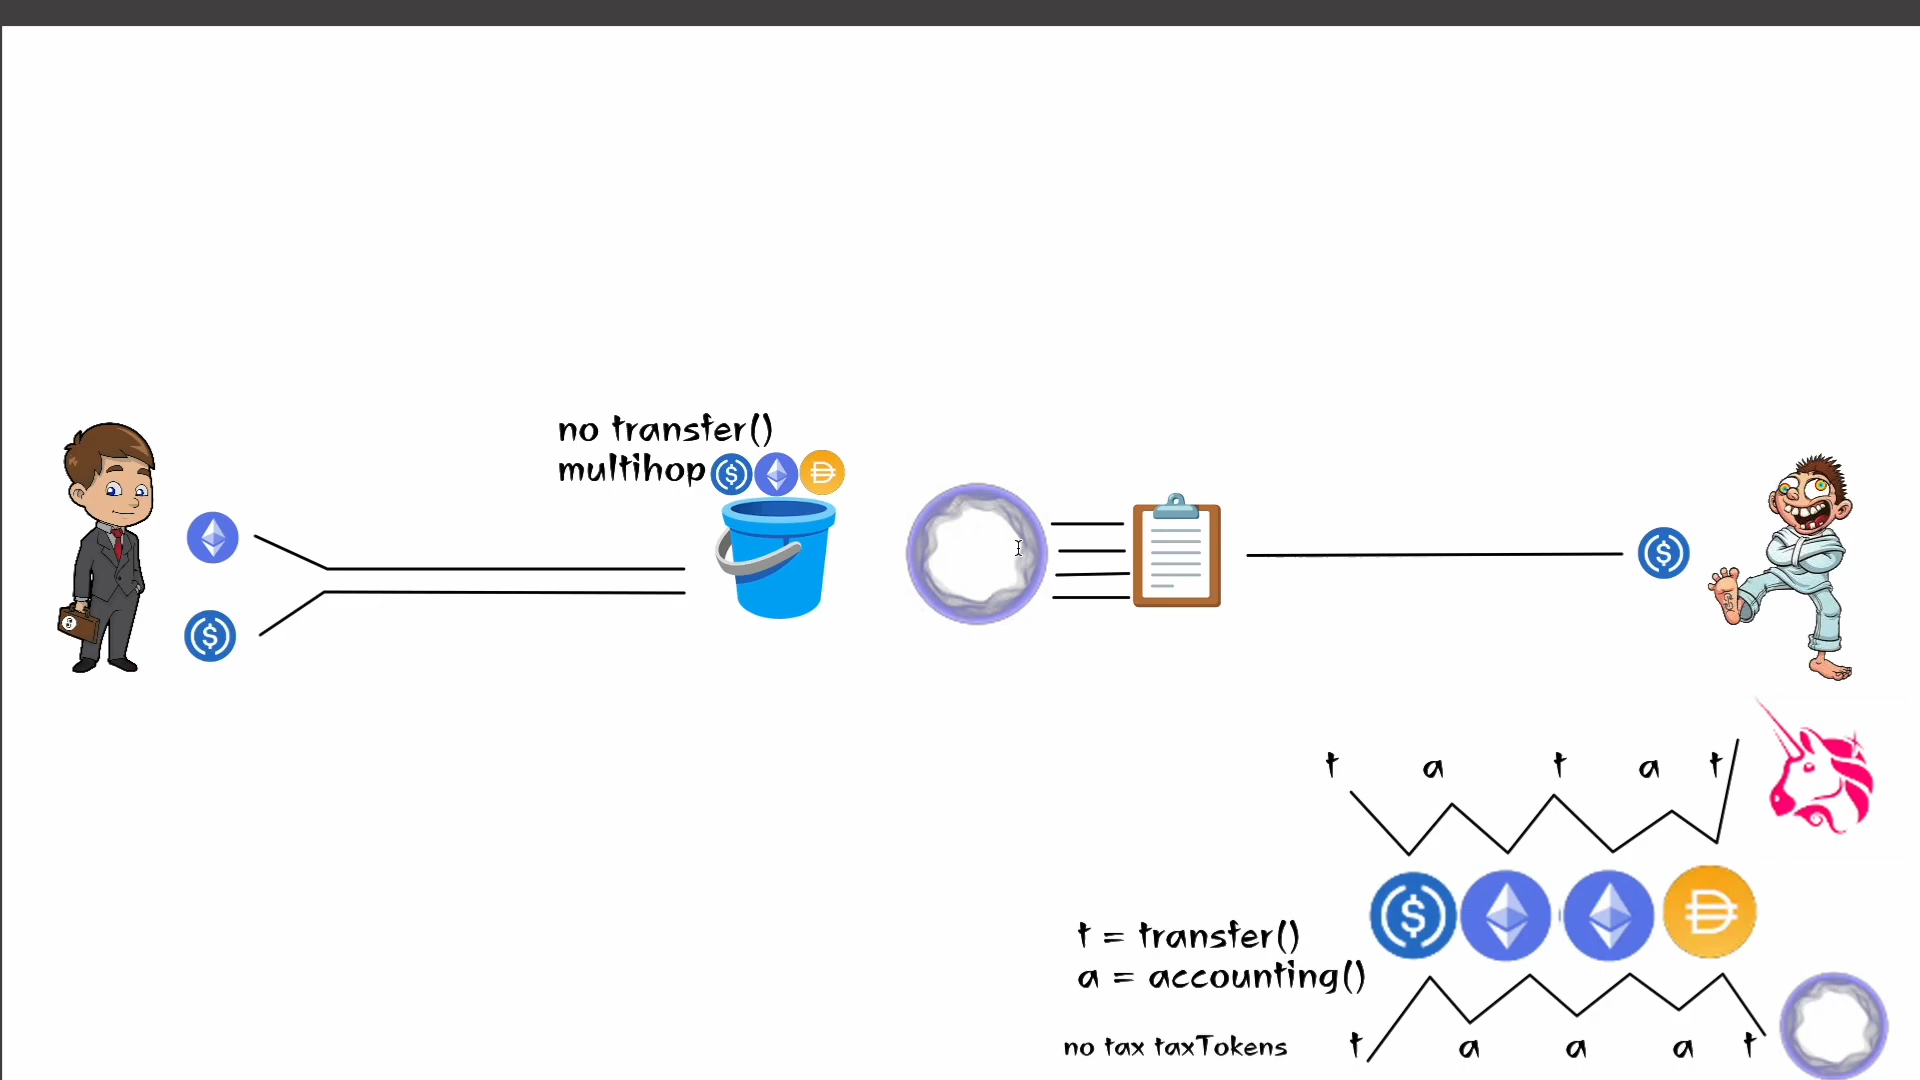 no transfer()
multihop
t a t a t
t = transfer()
a = accounting()
no tax taxTokens
t a a a t